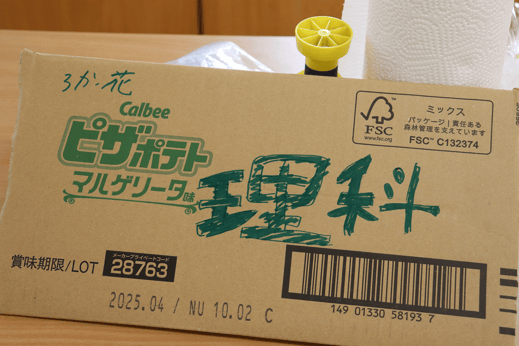 ろか・花
Calbee
ピザポテト
マルゲリータ味
理科
ミックス
パッケージ|責任ある
森林管理を支えています
FSC™ C132374
FSC
www.fsc.org
賞味期限/LOT
メーカープライベートコード
28763
2025.04 / NU 10.02 C
149 01330 58193 7